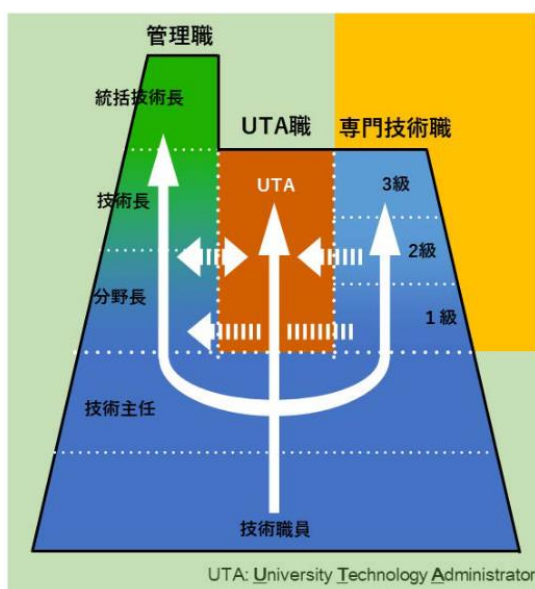 管理職
統括技術長
UTA職
専門技術職
技術長
UTA
3級
2級
分野長
1級
技術主任
技術職員
UTA: University Technology Administrator